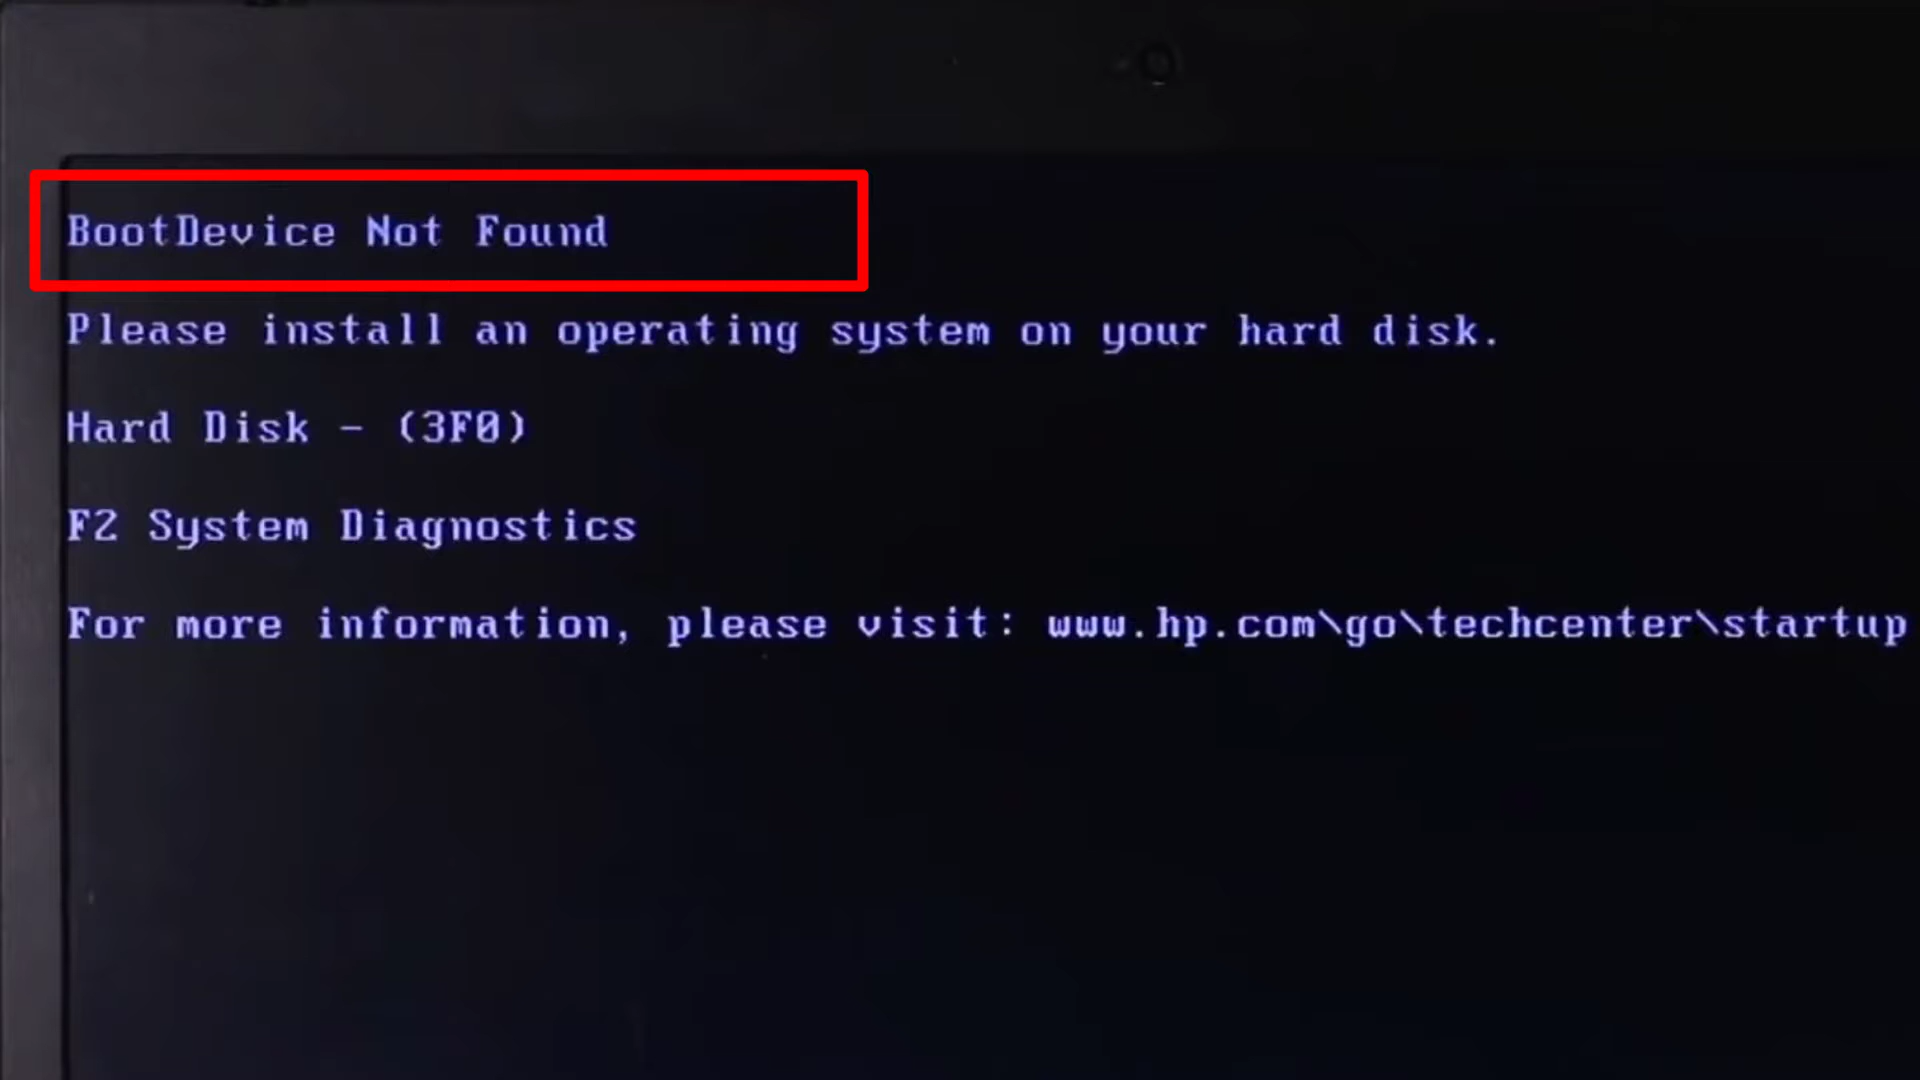 BootDevice Not Found
Please install an operating system on your hard disk.
Hard Disk - (3F0)
F2 System Diagnostics
For more information, please visit: www.hp.com\go\techcenter\startup